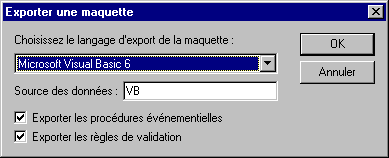 Exporter une maquette
Choisissez le langage d'export de la maquette :
OK
Microsoft Visual Basic 6
Annuler
Source des données : VB
Exporter les procédures événementielles
Exporter les règles de validation